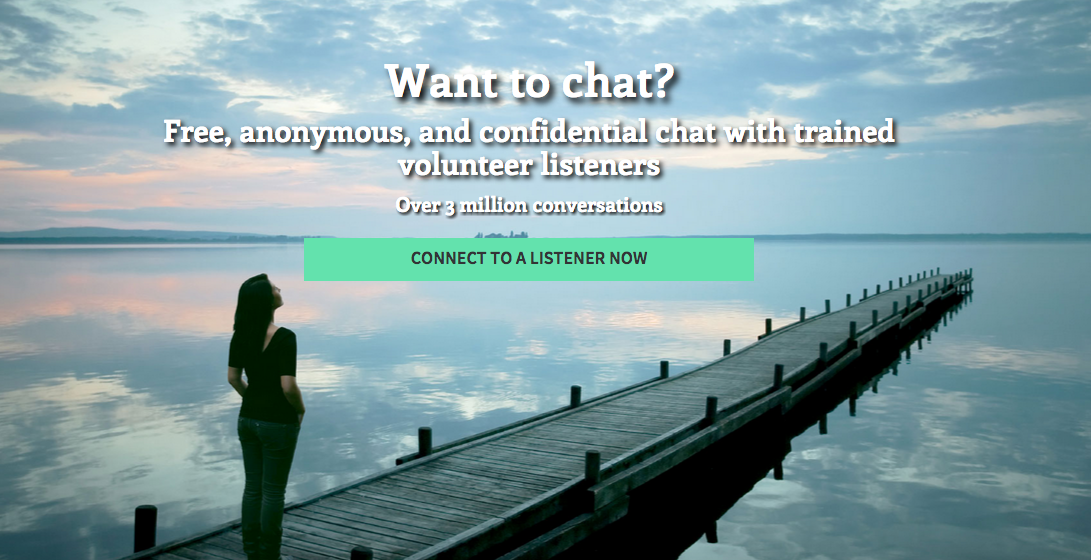 Want to chat?
Free, anonymous, and confidential chat with trained
volunteer listeners
Over 3 million conversations
CONNECT TO A LISTENER NOW